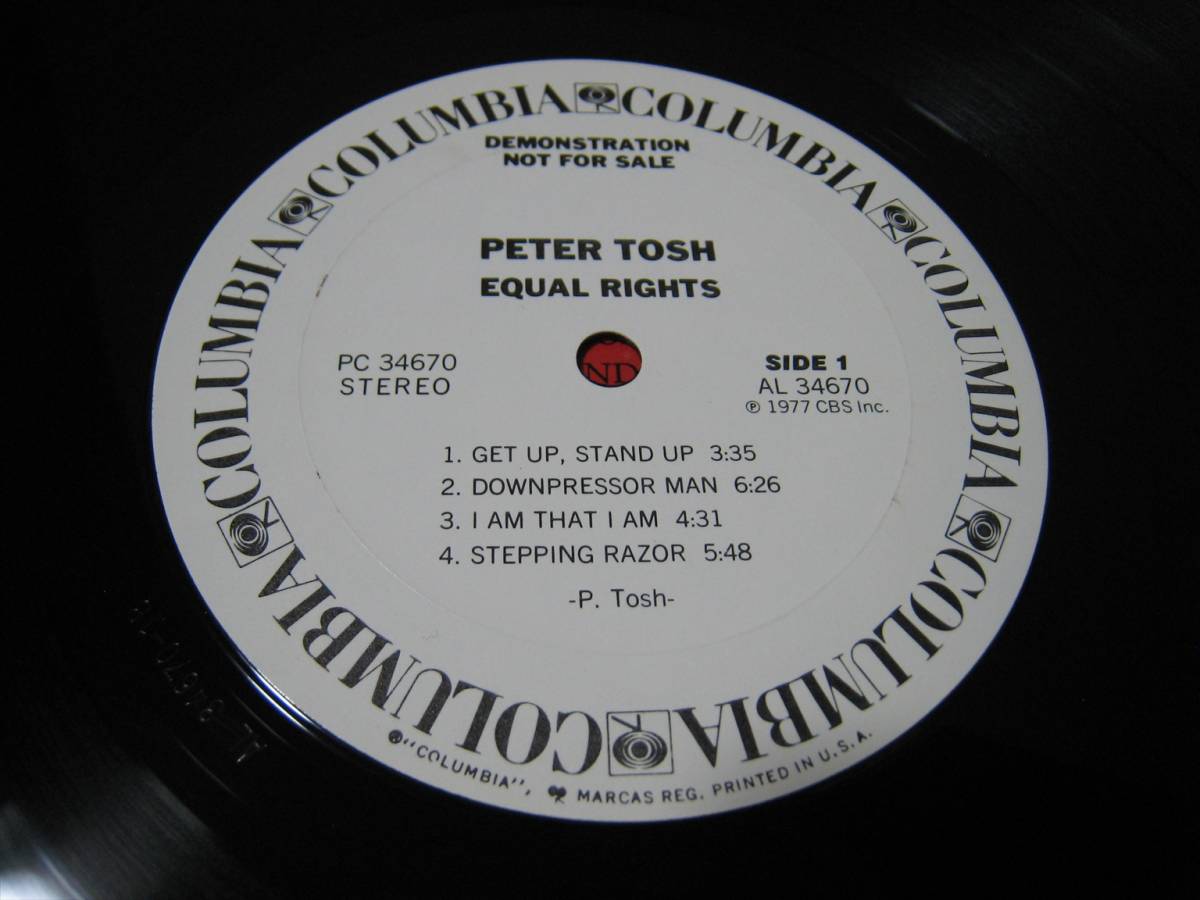 COLUMBIA COLUMBIA COLUMBIA COLUMBIA COLUMBIA COLUMBIA
DEMONSTRATION
NOT FOR SALE
PETER TOSH
EQUAL RIGHTS
PC 34670
STEREO
ND
SIDE 1
AL 34670
℗ 1977 CBS Inc.
1. GET UP, STAND UP 3:35
2. DOWNPRESSOR MAN 6:26
3. I AM THAT I AM 4:31
4. STEPPING RAZOR 5:48
-P. Tosh-
®"COLUMBIA", MARCAS REG. PRINTED IN U.S.A.